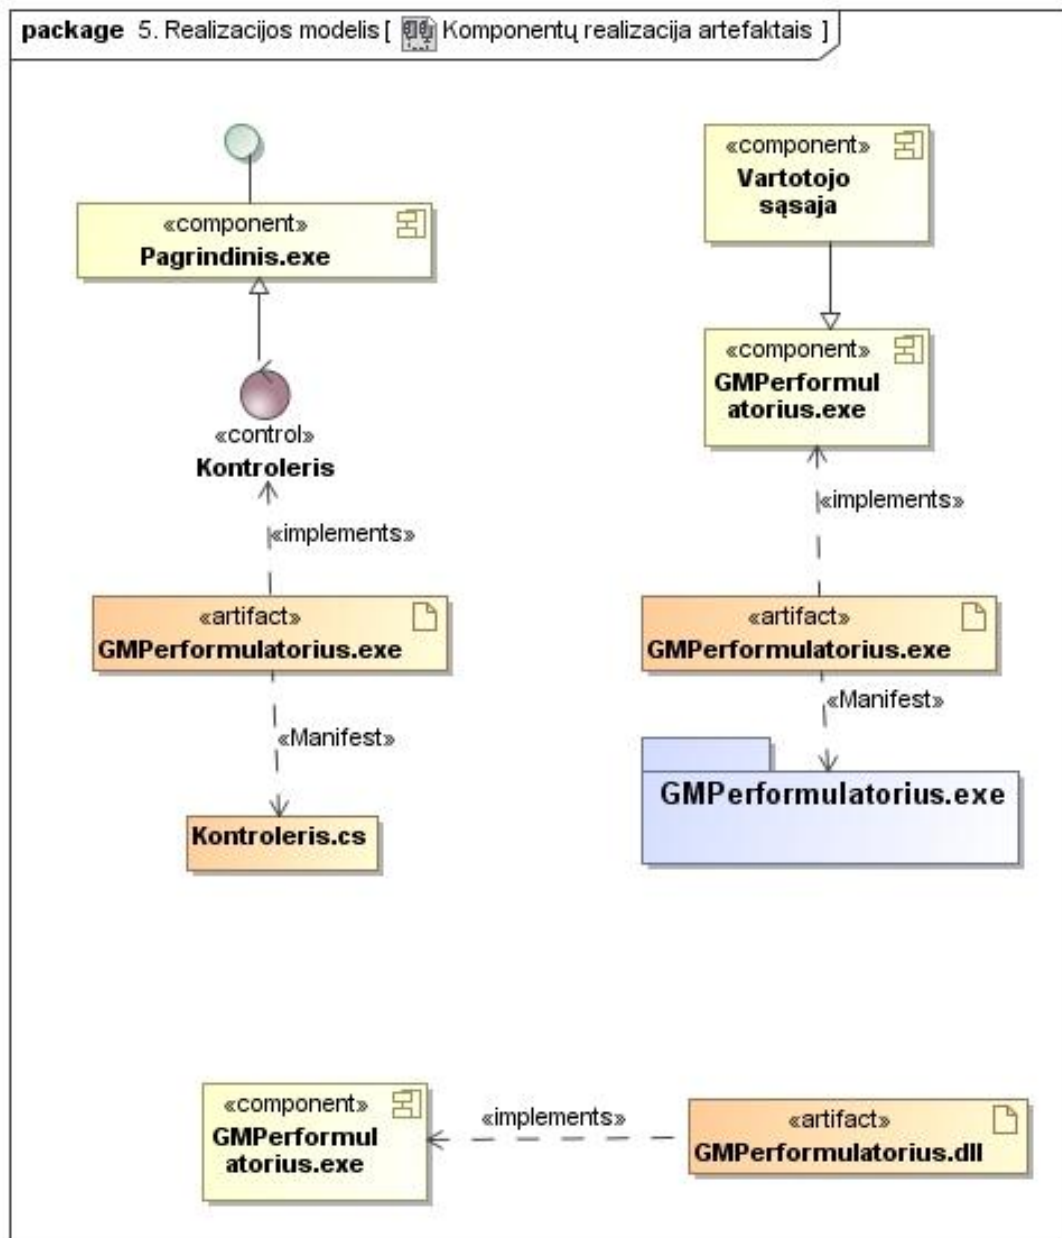 package 5. Realizacijos modelis [ Komponentų realizacija artefaktais ]
«component»
Pagrindinis.exe
«control»
Kontroleris
«implements»
«artifact»
GMPerformulatorius.exe
«Manifest»
Kontroleris.cs
«component»
Vartotojo
sąsaja
«component»
GMPerformul
atorius.exe
«implements»
«artifact»
GMPerformulatorius.exe
«Manifest»
GMPerformulatorius.exe
«component»
GMPerformul
atorius.exe
«implements»
«artifact»
GMPerformulatorius.dll